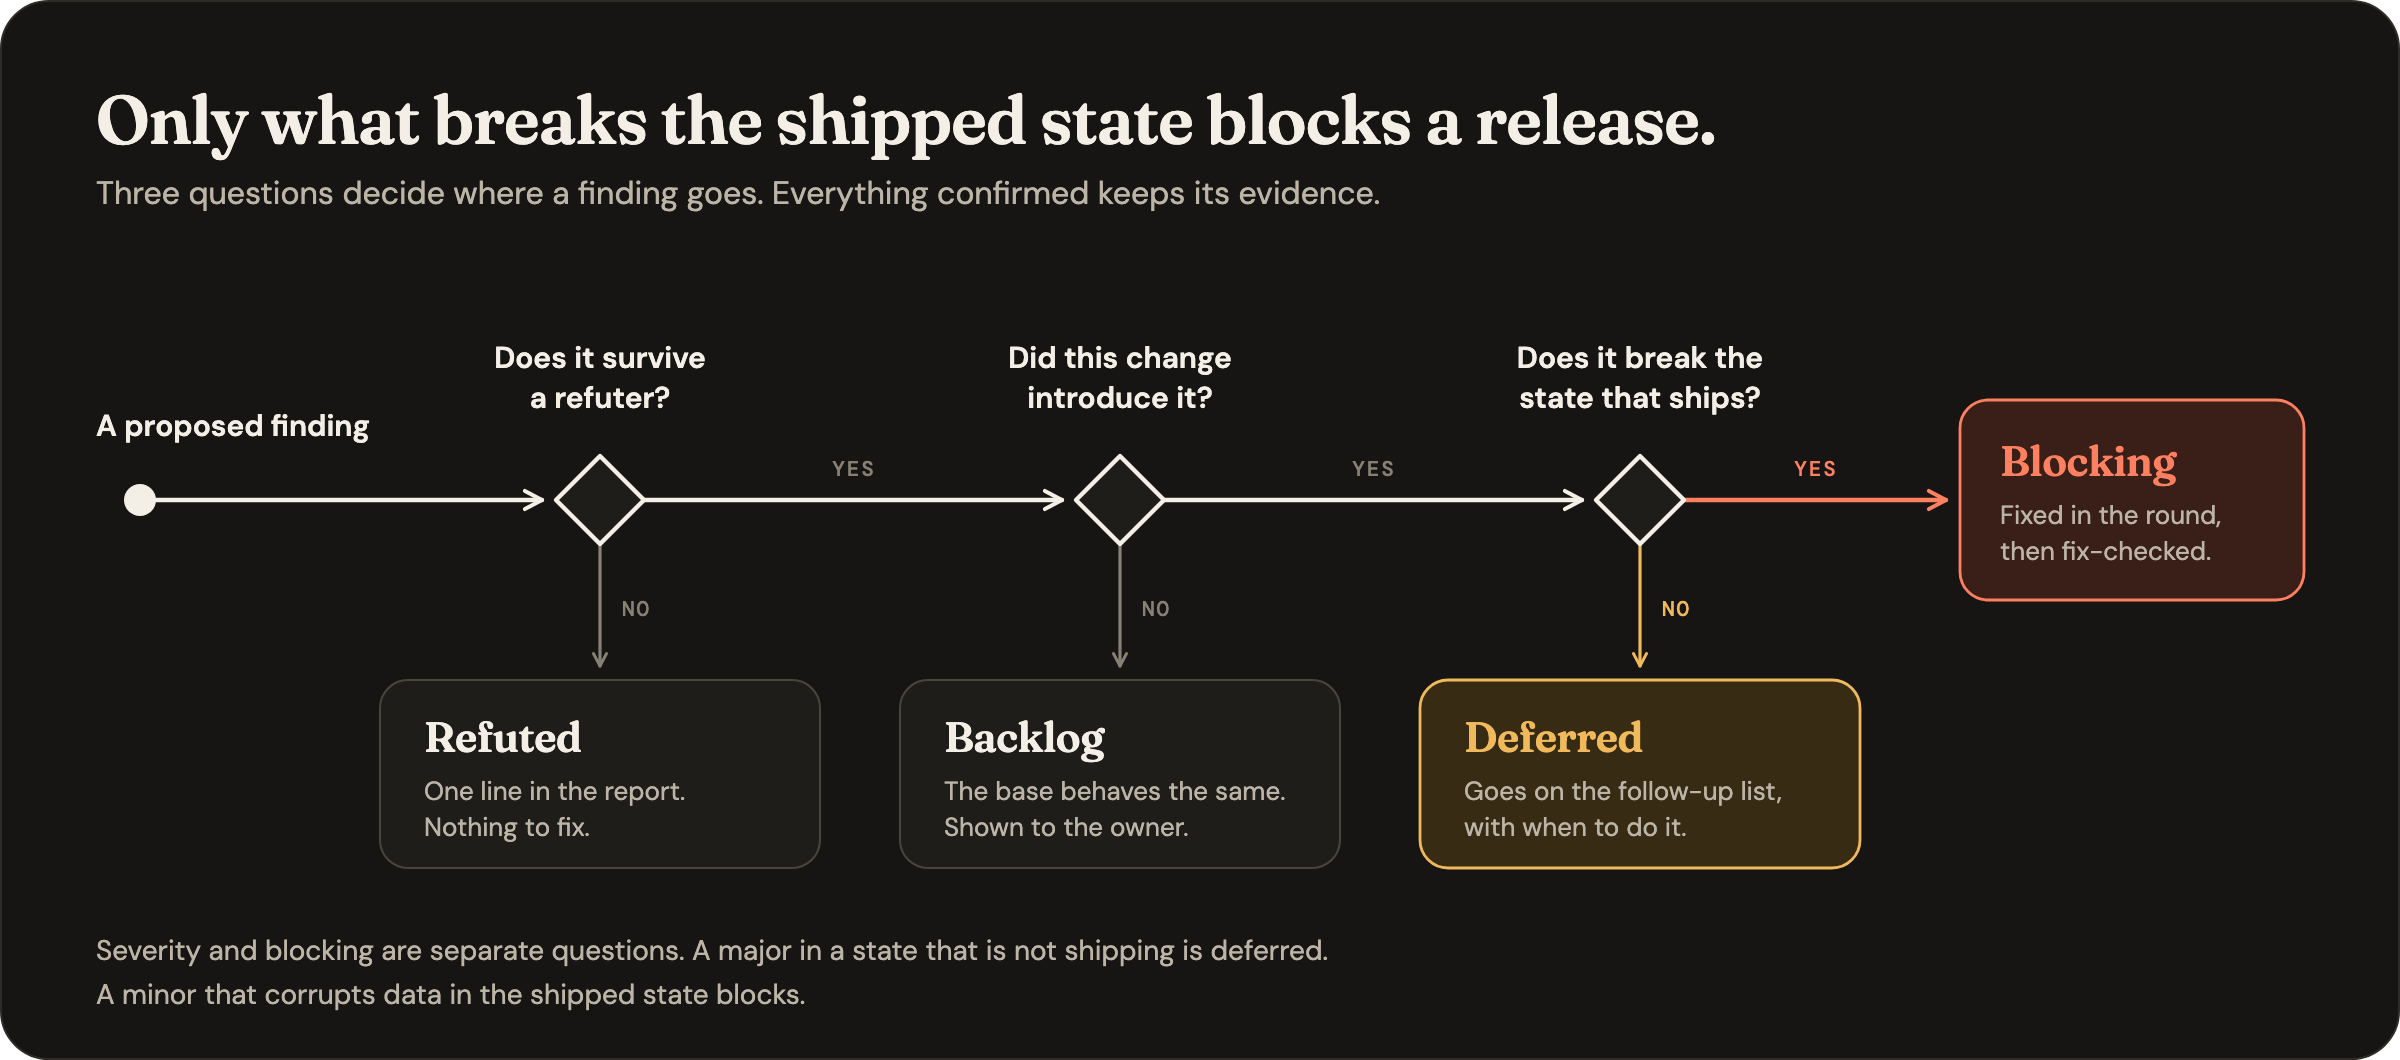 Only what breaks the shipped state blocks a release.
Three questions decide where a finding goes. Everything confirmed keeps its evidence.
A proposed finding
Does it survive
a refuter?
YES
NO
Did this change
introduce it?
YES
NO
Does it break the
state that ships?
YES
NO
Blocking
Fixed in the round,
then fix-checked.
Refuted
One line in the report.
Nothing to fix.
Backlog
The base behaves the same.
Shown to the owner.
Deferred
Goes on the follow-up list,
with when to do it.
Severity and blocking are separate questions. A major in a state that is not shipping is deferred.
A minor that corrupts data in the shipped state blocks.